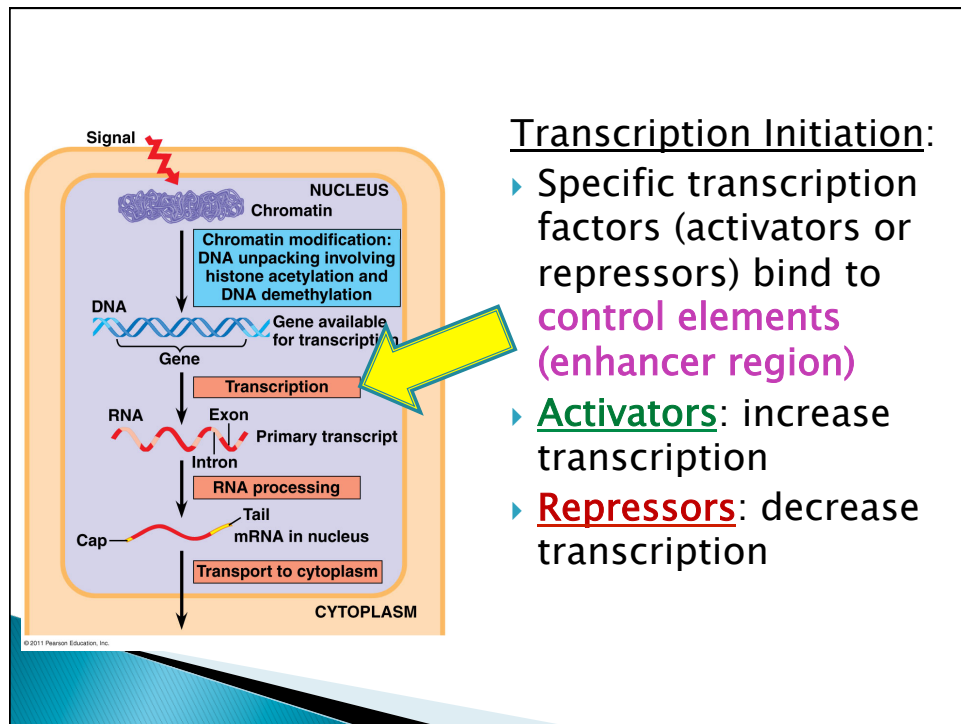 Signal
NUCLEUS
Chromatin
Chromatin modification:
DNA unpacking involving
histone acetylation and
DNA demethylation
DNA
Gene available
for transcription
Gene
Transcription
RNA
Exon
Primary transcript
Intron
RNA processing
Tail
Cap
mRNA in nucleus
Transport to cytoplasm
CYTOPLASM
© 2011 Pearson Education, Inc.
Transcription Initiation:
Specific transcription
factors (activators or
repressors) bind to
control elements
(enhancer region)
Activators: increase
transcription
Repressors: decrease
transcription